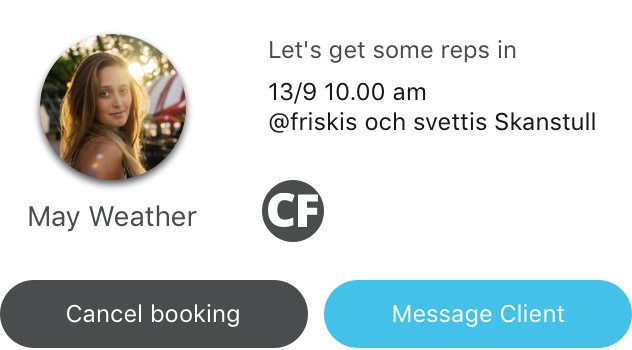 Let's get some reps in
13/9 10.00 am
@friskis och svettis Skanstull
May Weather
CF
Cancel booking
Message Client